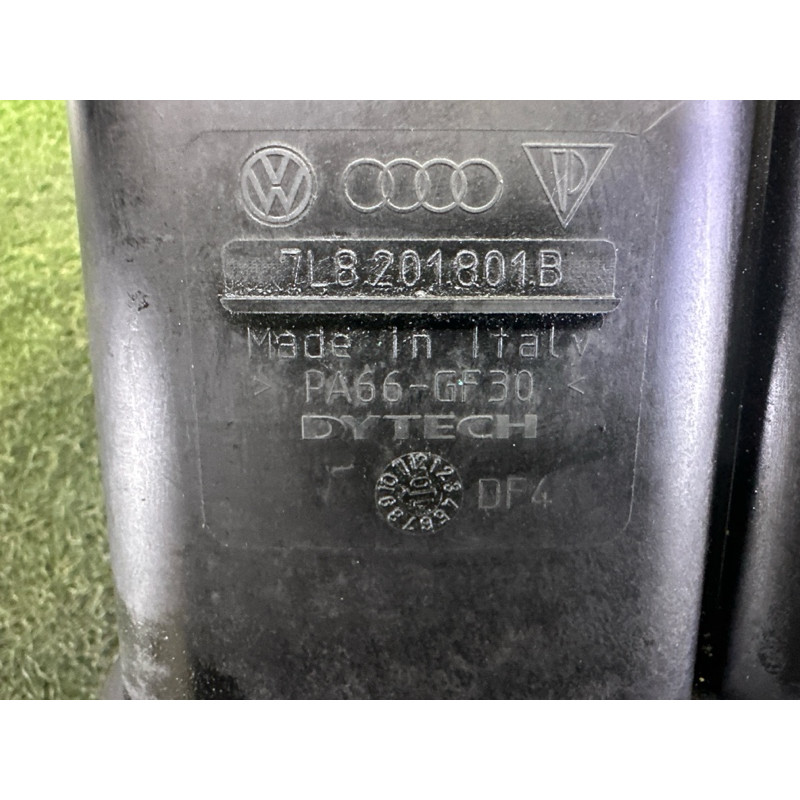 7L8 201 801 B
Made in Italy
> PA66-GF30 <
DYTECH
DF4